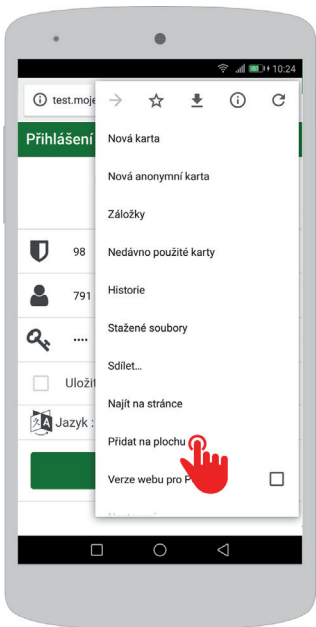 10:24
test.moje
Přihlášení
Nová karta
Nová anonymní karta
Záložky
98
Nedávno použité karty
791
Historie
Stažené soubory
····
Sdílet…
Uložit
Najít na stránce
Jazyk :
Přidat na plochu
Verze webu pro P